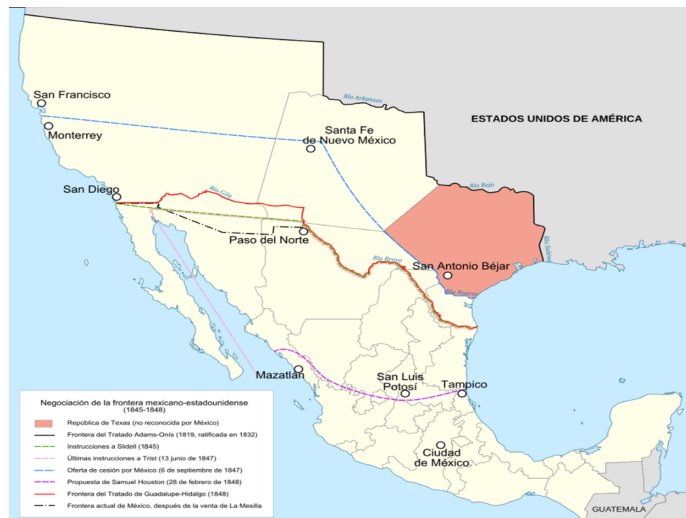 San Francisco
Monterrey
Río Arkansas
ESTADOS UNIDOS DE AMÉRICA
Santa Fe
de Nuevo México
San Diego
Río Gila
Río Rojo
Paso del Norte
Río Sabina
Río Bravo
San Antonio Béjar
Río Nueces
Mazatlán
San Luis
Potosí
Tampico
Ciudad
de México
GUATEMALA
Negociación de la frontera mexicano-estadounidense
(1845-1848)
República de Texas (no reconocida por México)
Frontera del Tratado Adams-Onís (1819, ratificada en 1832)
Instrucciones a Slidell (1845)
Últimas instrucciones a Trist (13 junio de 1847)
Oferta de cesión por México (6 de septiembre de 1847)
Propuesta de Samuel Houston (28 de febrero de 1848)
Frontera del Tratado de Guadalupe-Hidalgo (1848)
Frontera actual de México, después de la venta de La Mesilla